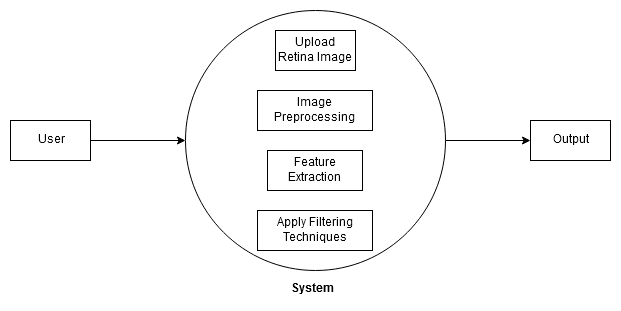 Upload
Retina Image
Image
Preprocessing
User
Output
Feature
Extraction
Apply Filtering
Techniques
System